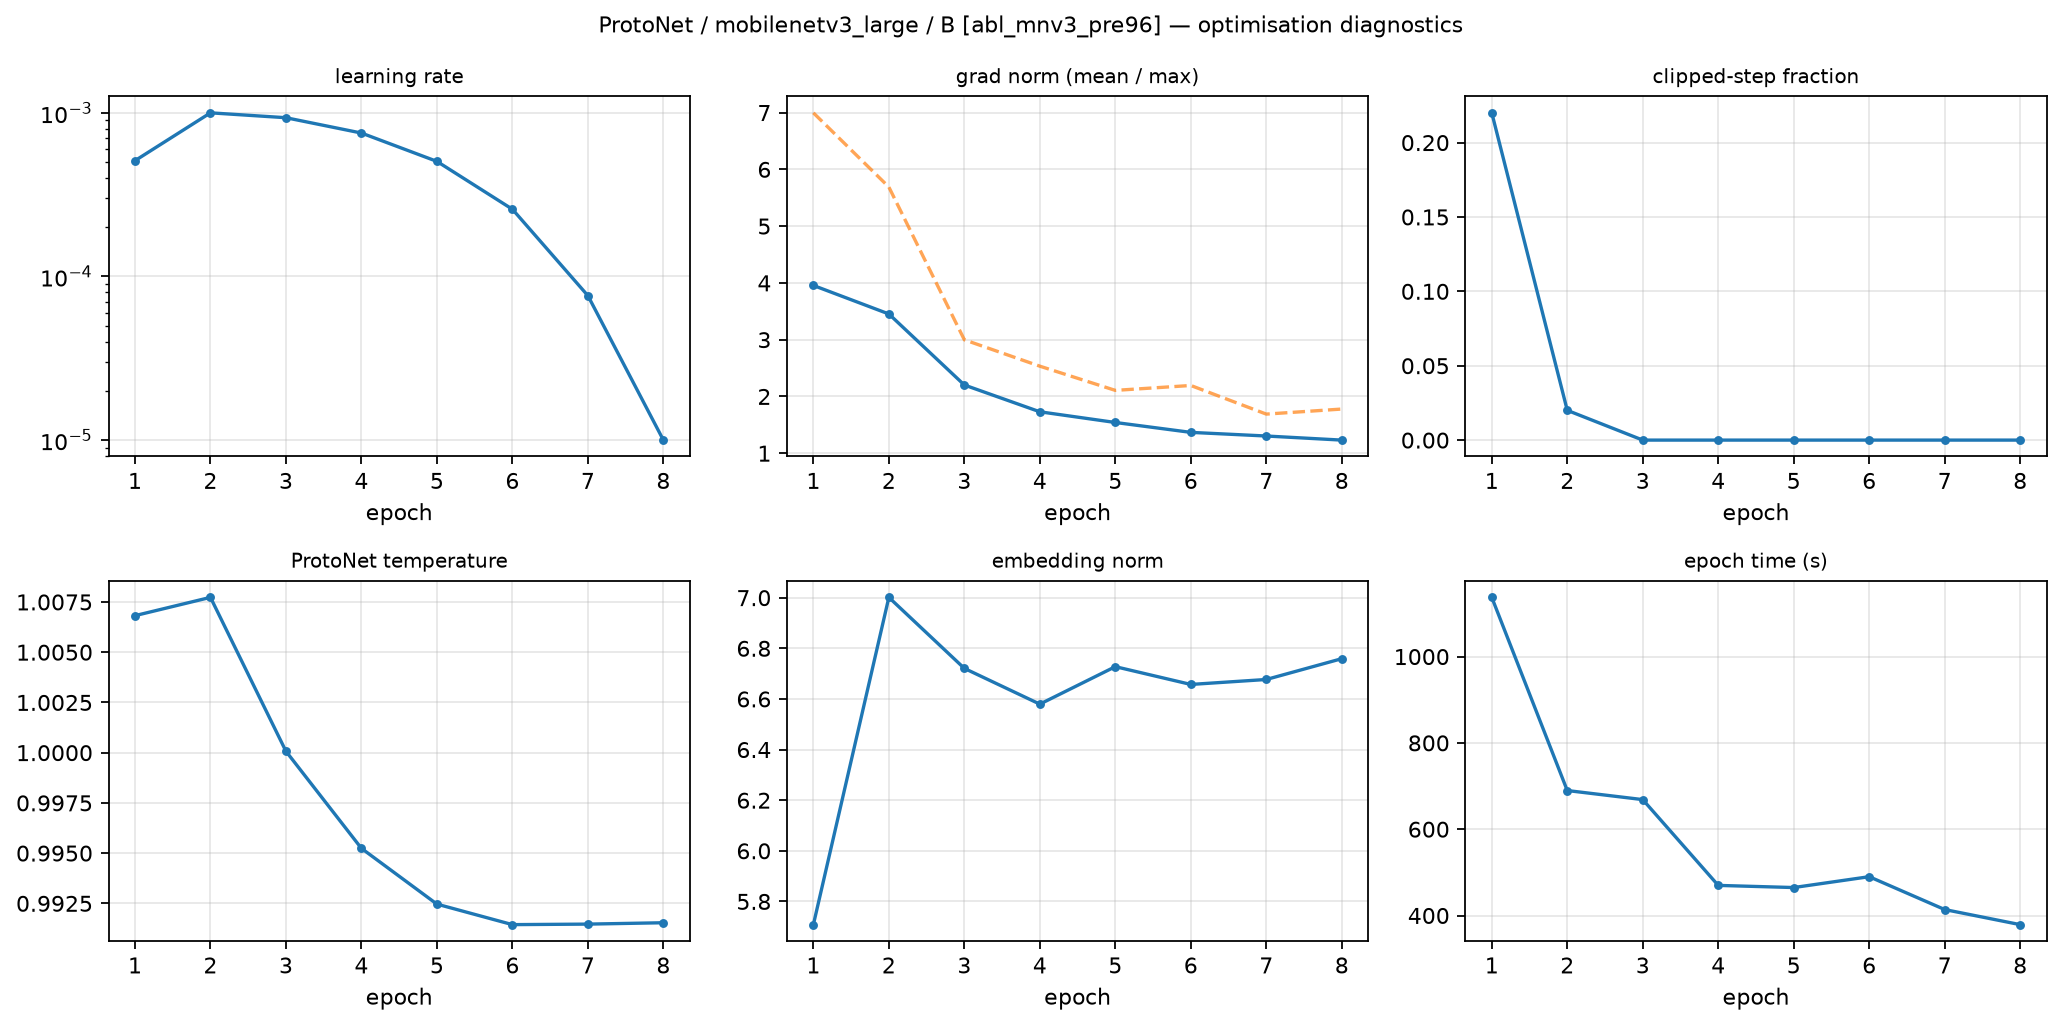 ProtoNet / mobilenetv3_large / B [abl_mnv3_pre96] — optimisation diagnostics
learning rate
10⁻³
10⁻⁴
10⁻⁵
1 2 3 4 5 6 7 8
epoch
grad norm (mean / max)
7
6
5
4
3
2
1
1 2 3 4 5 6 7 8
epoch
clipped-step fraction
0.20
0.15
0.10
0.05
0.00
1 2 3 4 5 6 7 8
epoch
ProtoNet temperature
1.0075
1.0050
1.0025
1.0000
0.9975
0.9950
0.9925
1 2 3 4 5 6 7 8
epoch
embedding norm
7.0
6.8
6.6
6.4
6.2
6.0
5.8
1 2 3 4 5 6 7 8
epoch
epoch time (s)
1000
800
600
400
1 2 3 4 5 6 7 8
epoch